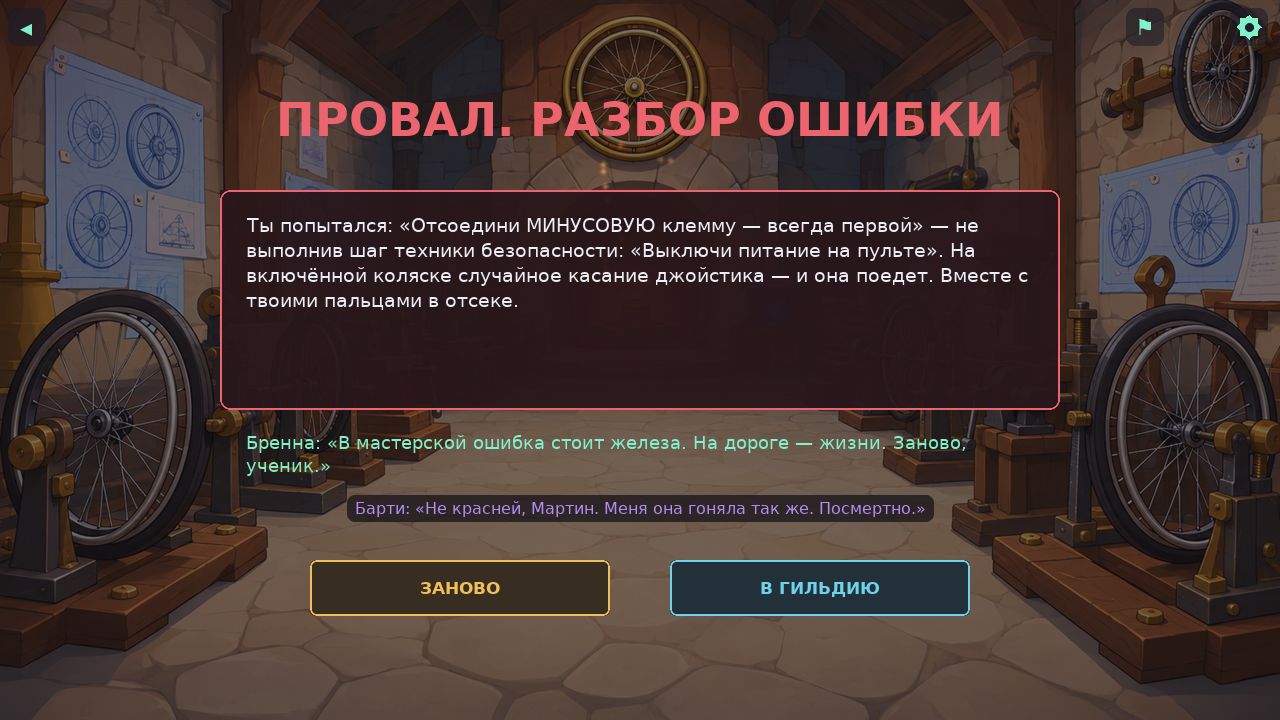 ПРОВАЛ. РАЗБОР ОШИБКИ
Ты попытался: «Отсоедини МИНУСОВУЮ клемму — всегда первой» — не
выполнив шаг техники безопасности: «Выключи питание на пульте». На
включённой коляске случайное касание джойстика — и она поедет. Вместе с
твоими пальцами в отсеке.
Бренна: «В мастерской ошибка стоит железа. На дороге — жизни. Заново,
ученик.»
Барти: «Не красней, Мартин. Меня она гоняла так же. Посмертно.»
ЗАНОВО
В ГИЛЬДИЮ